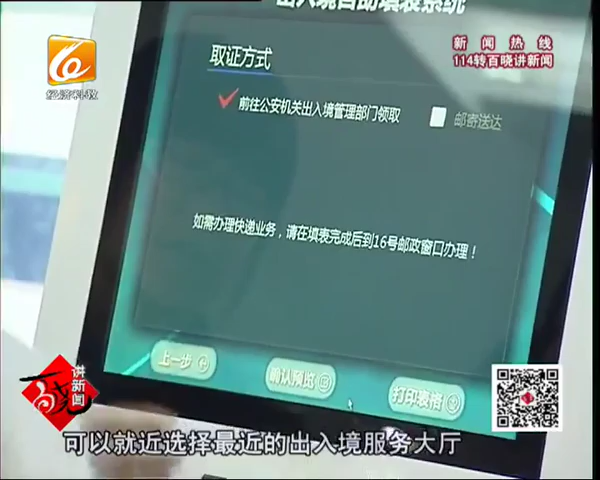 出入境自助填表系统
新闻热线
114转百晓讲新闻
经济科教
取证方式
前往公安机关出入境管理部门领取
邮寄送达
如需办理快递业务，请在填表完成后到16号邮政窗口办理！
上一步
确认预览
打印表格
百晓
讲新闻
可以就近选择最近的出入境服务大厅